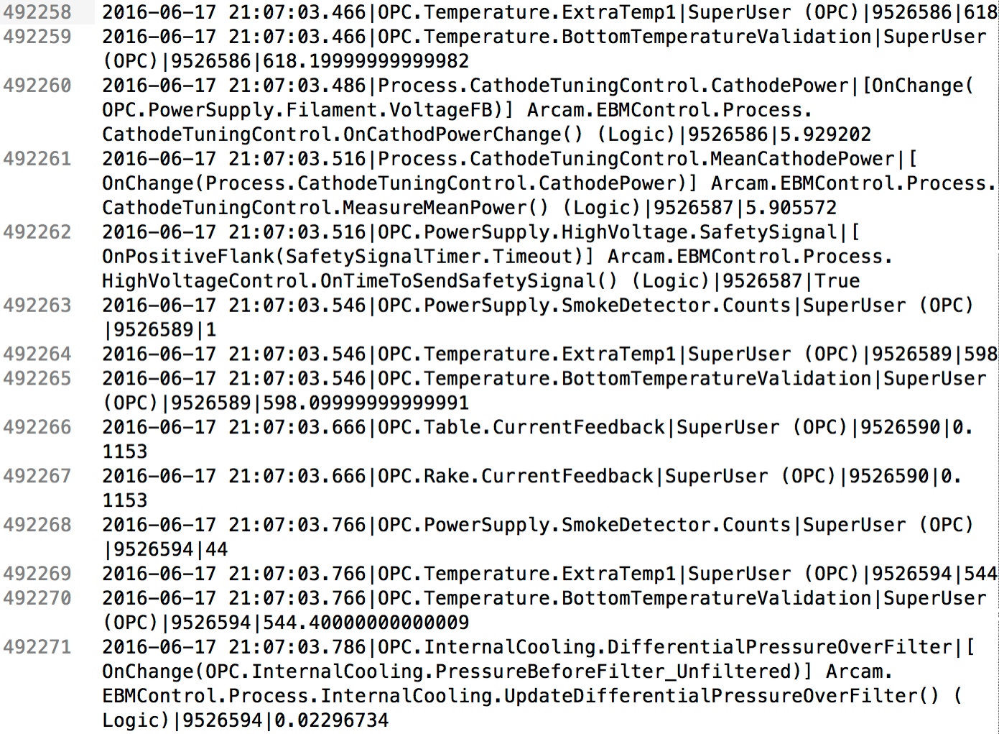 492258 2016-06-17 21:07:03.466|OPC.Temperature.ExtraTemp1|SuperUser (OPC)|9526586|618
492259 2016-06-17 21:07:03.466|OPC.Temperature.BottomTemperatureValidation|SuperUser
(OPC)|9526586|618.19999999999982
492260 2016-06-17 21:07:03.486|Process.CathodeTuningControl.CathodePower|[OnChange(
OPC.PowerSupply.Filament.VoltageFB)] Arcam.EBMControl.Process.
CathodeTuningControl.OnCathodPowerChange() (Logic)|9526586|5.929202
492261 2016-06-17 21:07:03.516|Process.CathodeTuningControl.MeanCathodePower|[
OnChange(Process.CathodeTuningControl.CathodePower)] Arcam.EBMControl.Process.
CathodeTuningControl.MeasureMeanPower() (Logic)|9526587|5.905572
492262 2016-06-17 21:07:03.516|OPC.PowerSupply.HighVoltage.SafetySignal|[
OnPositiveFlank(SafetySignalTimer.Timeout)] Arcam.EBMControl.Process.
HighVoltageControl.OnTimeToSendSafetySignal() (Logic)|9526587|True
492263 2016-06-17 21:07:03.546|OPC.PowerSupply.SmokeDetector.Counts|SuperUser (OPC)
|9526589|1
492264 2016-06-17 21:07:03.546|OPC.Temperature.ExtraTemp1|SuperUser (OPC)|9526589|598
492265 2016-06-17 21:07:03.546|OPC.Temperature.BottomTemperatureValidation|SuperUser
(OPC)|9526589|598.09999999999991
492266 2016-06-17 21:07:03.666|OPC.Table.CurrentFeedback|SuperUser (OPC)|9526590|0.
1153
492267 2016-06-17 21:07:03.666|OPC.Rake.CurrentFeedback|SuperUser (OPC)|9526590|0.
1153
492268 2016-06-17 21:07:03.766|OPC.PowerSupply.SmokeDetector.Counts|SuperUser (OPC)
|9526594|44
492269 2016-06-17 21:07:03.766|OPC.Temperature.ExtraTemp1|SuperUser (OPC)|9526594|544
492270 2016-06-17 21:07:03.766|OPC.Temperature.BottomTemperatureValidation|SuperUser
(OPC)|9526594|544.40000000000009
492271 2016-06-17 21:07:03.786|OPC.InternalCooling.DifferentialPressureOverFilter|[
OnChange(OPC.InternalCooling.PressureBeforeFilter_Unfiltered)] Arcam.
EBMControl.Process.InternalCooling.UpdateDifferentialPressureOverFilter() (
Logic)|9526594|0.02296734